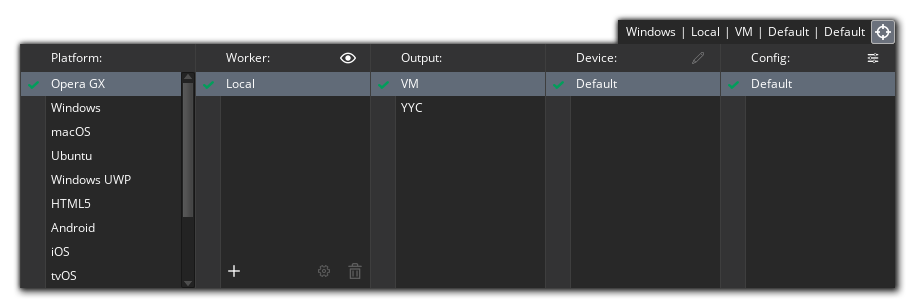 Windows | Local | VM | Default | Default
Platform: Worker: Output: Device: Config:
Opera GX Local VM Default Default
Windows YYC
macOS
Ubuntu
Windows UWP
HTML5
Android
iOS
tvOS